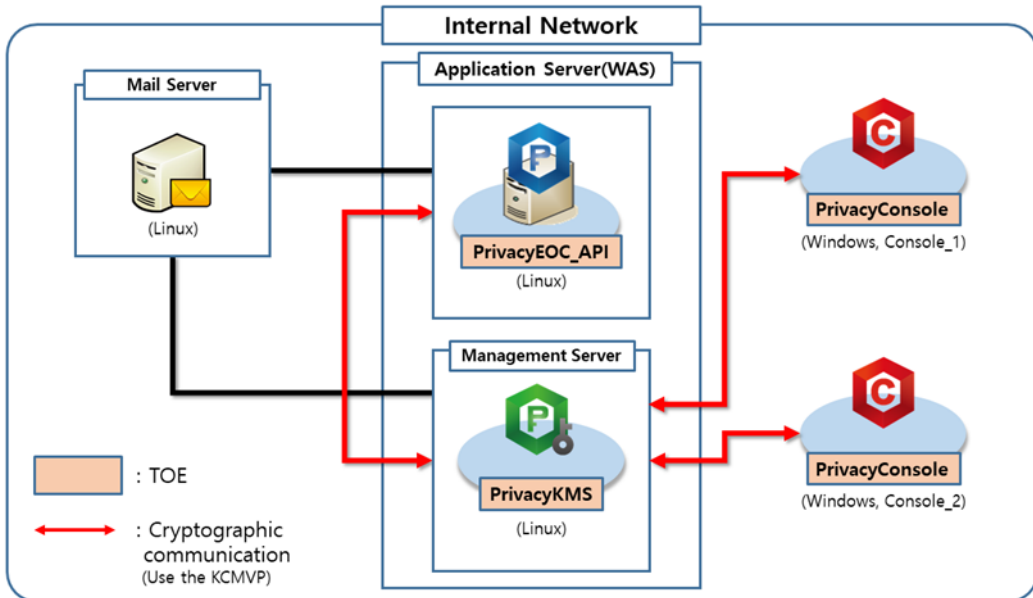 Internal Network
Mail Server
(Linux)
Application Server(WAS)
P
PrivacyEOC_API
(Linux)
Management Server
P
PrivacyKMS
(Linux)
C
PrivacyConsole
(Windows, Console_1)
C
PrivacyConsole
(Windows, Console_2)
: TOE
: Cryptographic
communication
(Use the KCMVP)